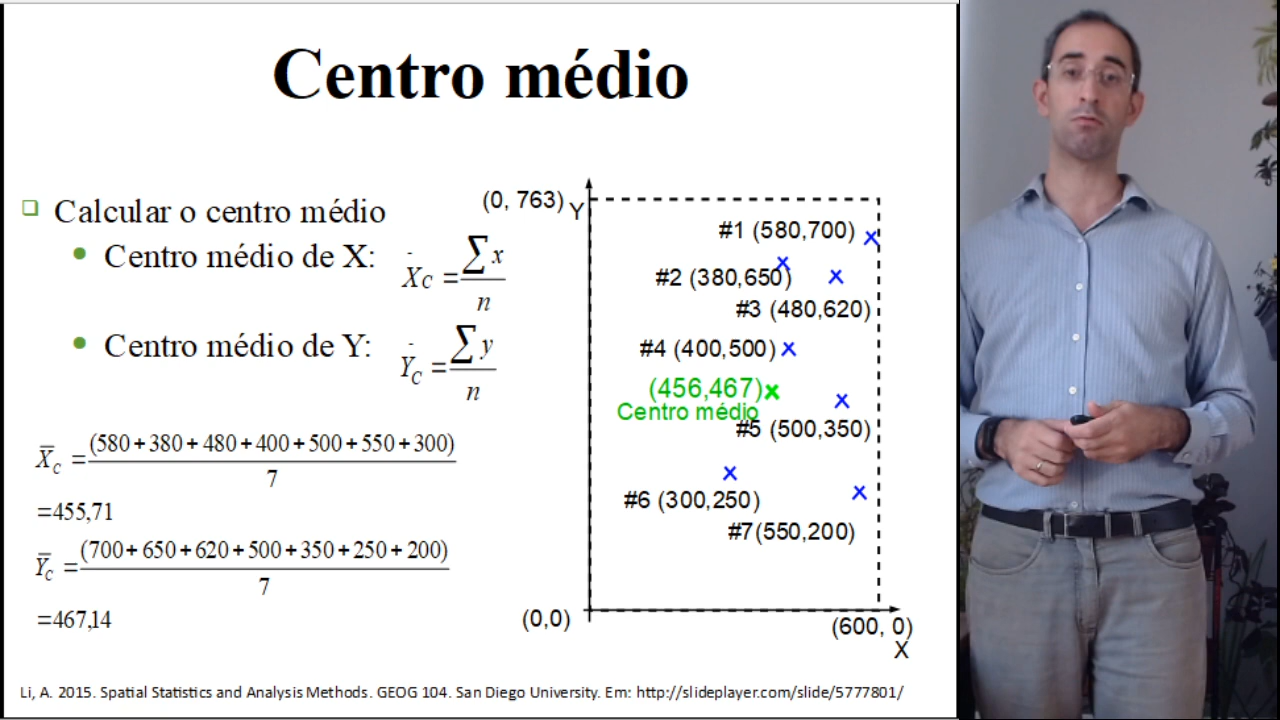 Centro médio
Calcular o centro médio
Centro médio de X: X̄c = ∑x / n
Centro médio de Y: Ȳc = ∑y / n
X̄c = (580+380+480+400+500+550+300) / 7
=455,71
Ȳc = (700+650+620+500+350+250+200) / 7
=467,14
(0, 763) Y
#1 (580,700)
#2 (380,650)
#3 (480,620)
#4 (400,500)
(456,467)
Centro médio
#5 (500,350)
#6 (300,250)
#7(550,200)
(0,0)
(600, 0)
X
Li, A. 2015. Spatial Statistics and Analysis Methods. GEOG 104. San Diego University. Em: http://slideplayer.com/slide/5777801/